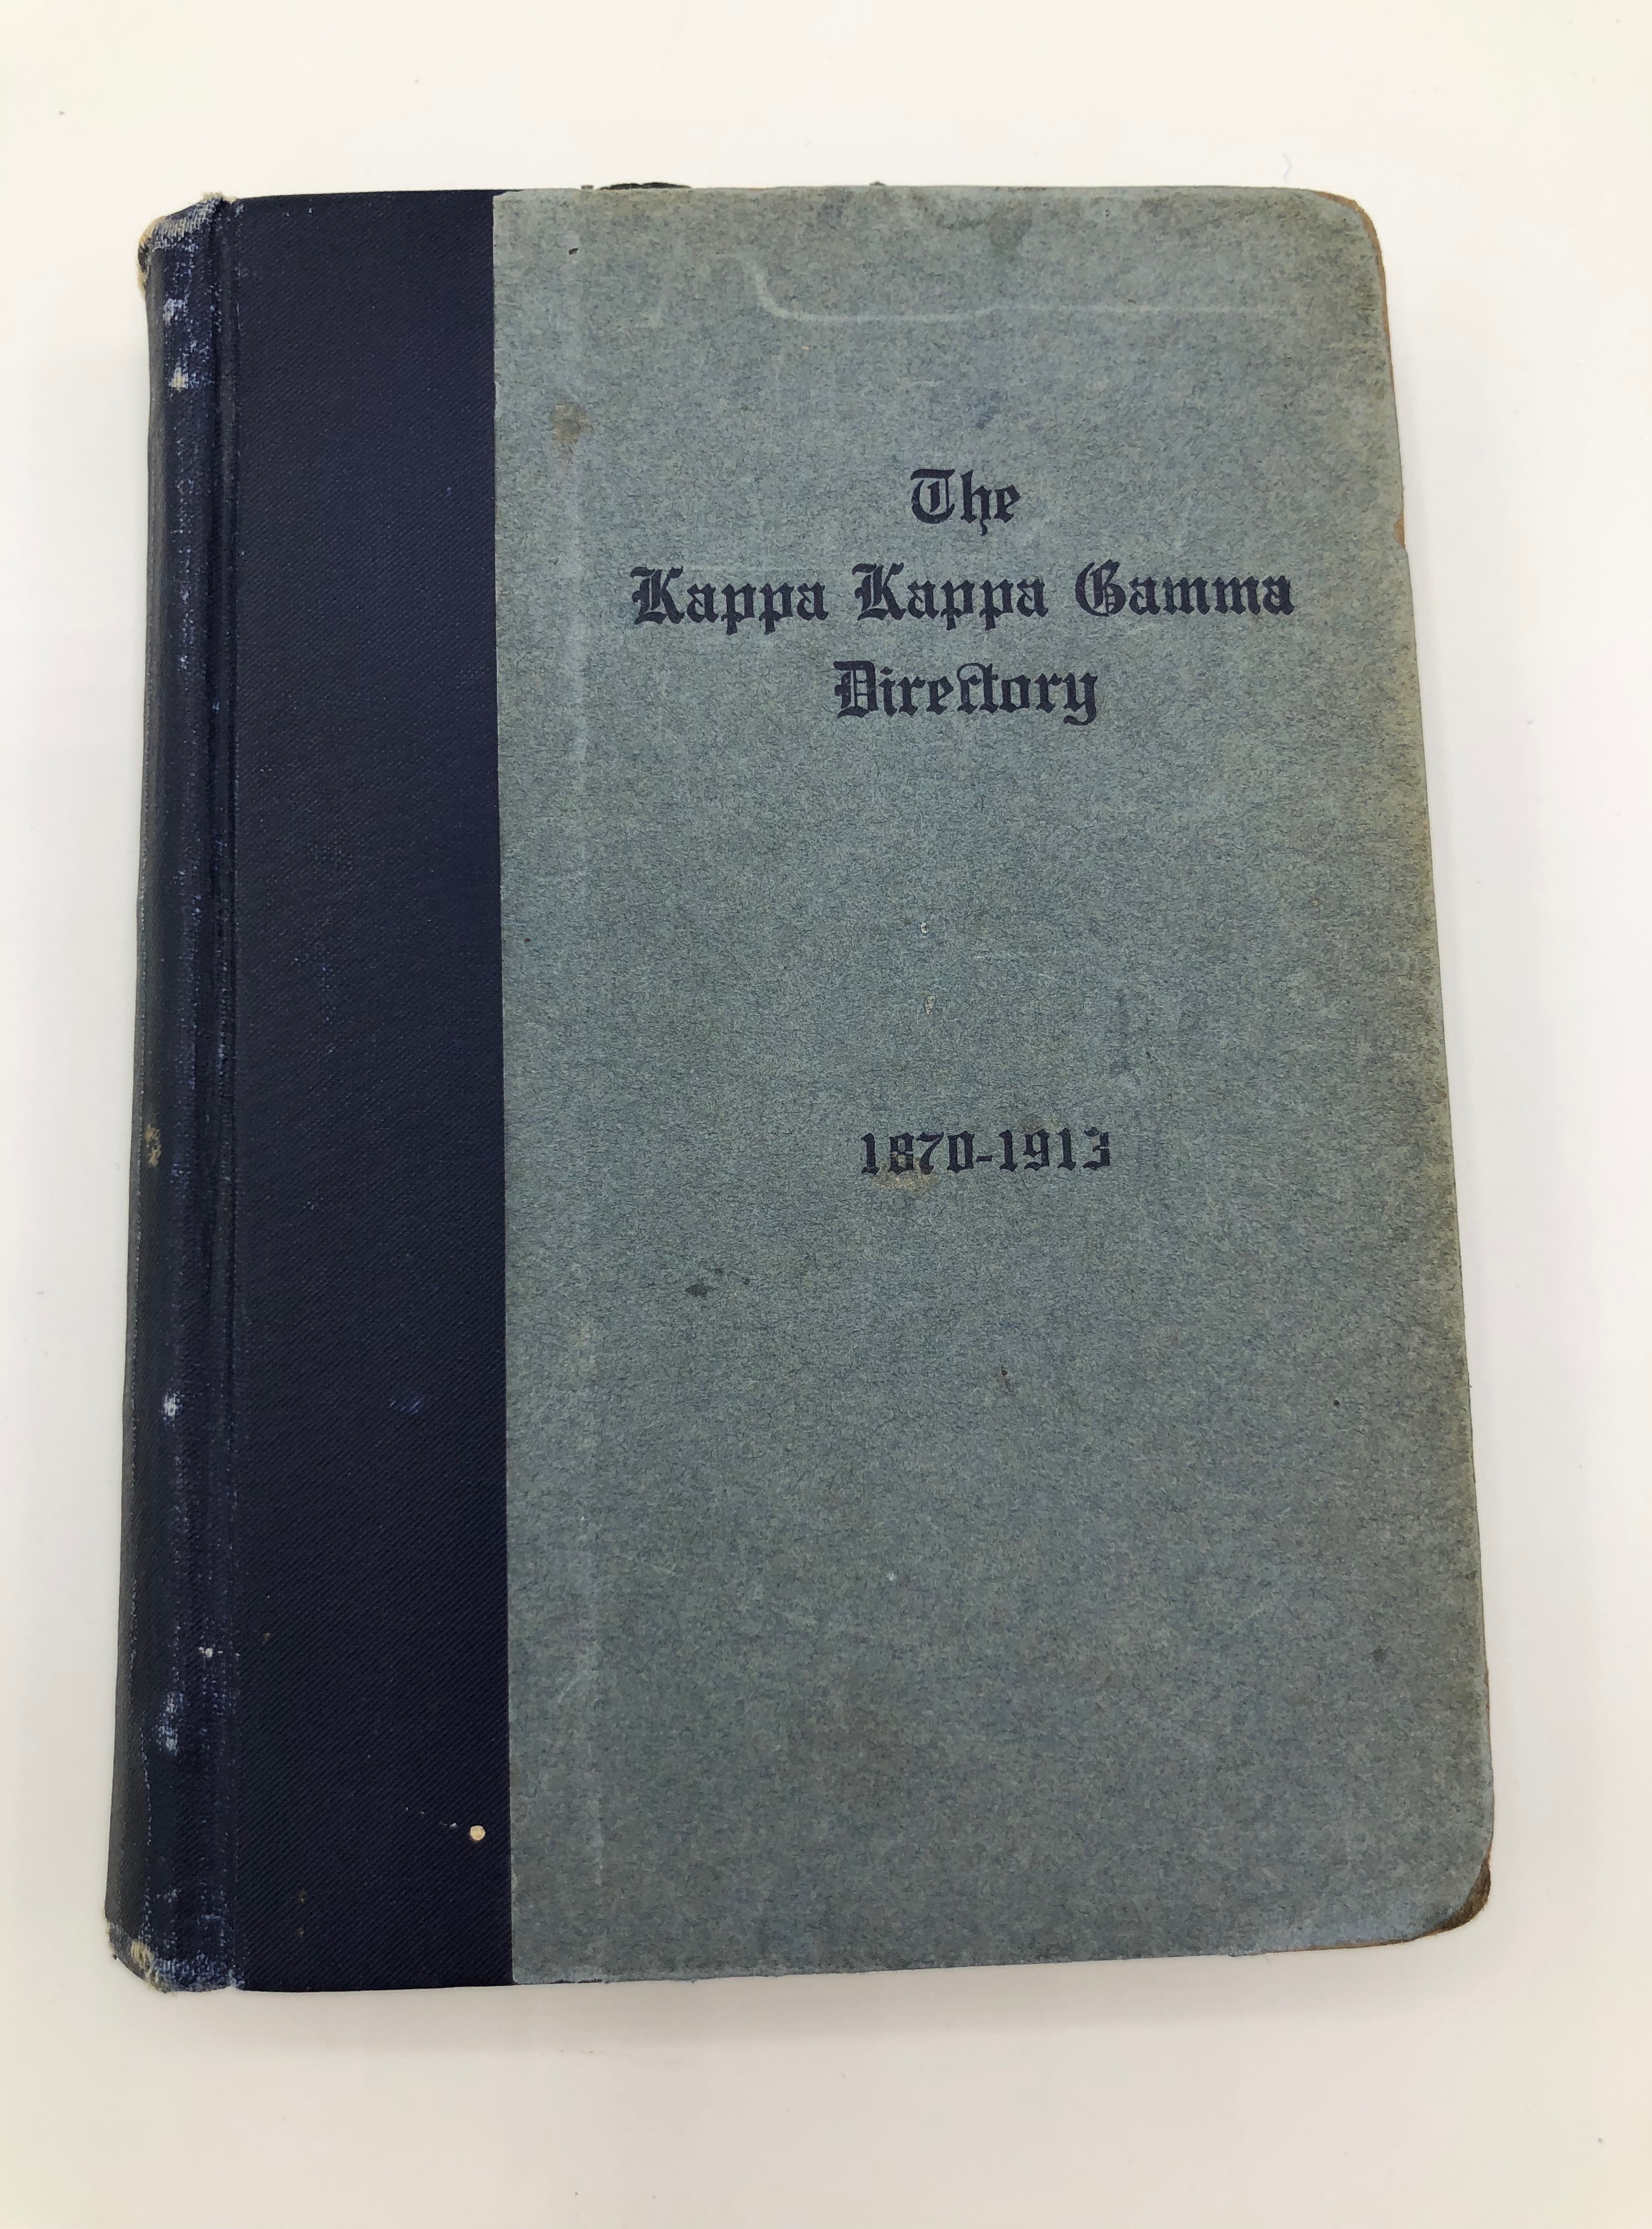 The
Kappa Kappa Gamma
Directory
1870-1913